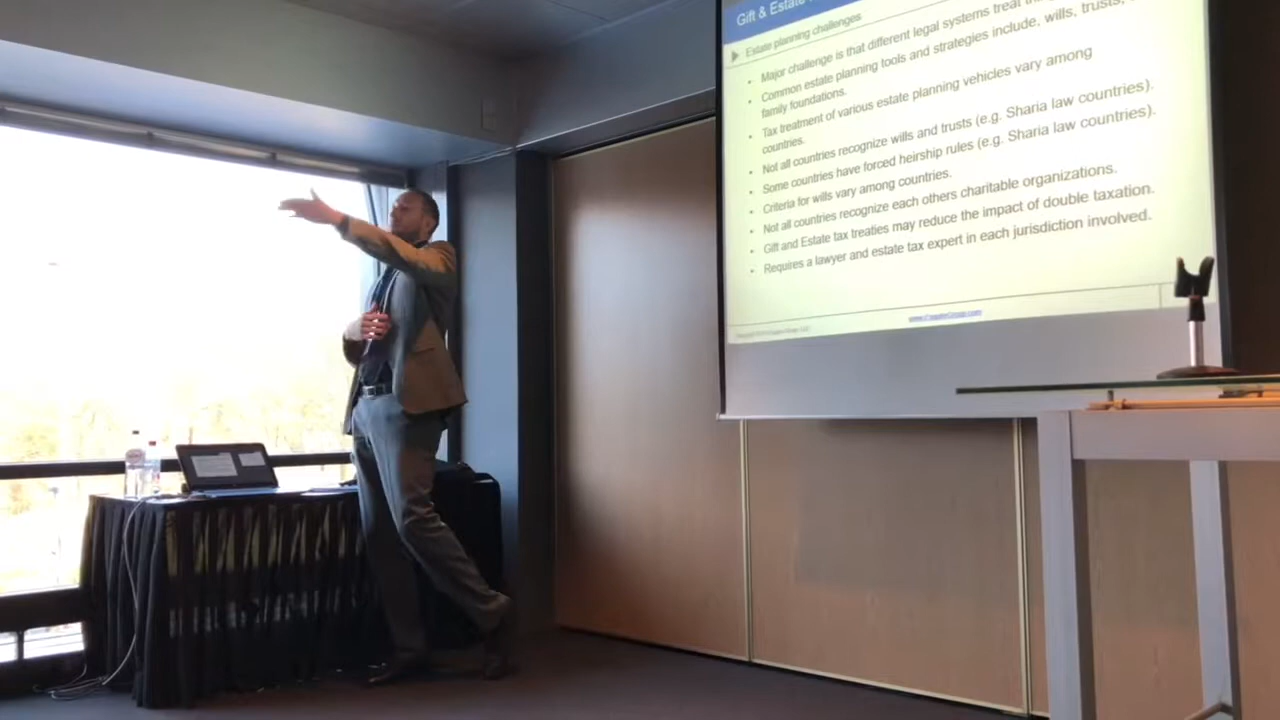 Gift & Estate
Estate planning challenges
Major challenge is that different legal systems treat
Common estate planning tools and strategies include, wills, trusts,
family foundations.
Tax treatment of various estate planning vehicles vary among
countries.
Not all countries recognize wills and trusts (e.g. Sharia law countries).
Some countries have forced heirship rules (e.g. Sharia law countries).
Criteria for wills vary among countries.
Not all countries recognize each others charitable organizations.
Gift and Estate tax treaties may reduce the impact of double taxation.
Requires a lawyer and estate tax expert in each jurisdiction involved.